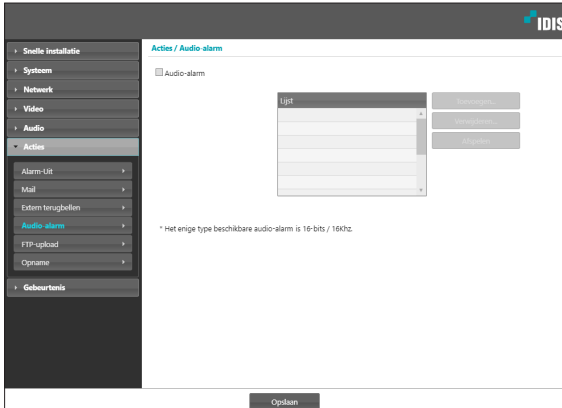 IDIS
Snelle installatie
Systeem
Netwerk
Video
Audio
Acties
Alarm-Uit
Mail
Extern terugbellen
Audio-alarm
FTP-upload
Opname
Gebeurtenis
Acties / Audio-alarm
Audio-alarm
Lijst
Toevoegen...
Verwijderen...
Afspelen
* Het enige type beschikbare audio-alarm is 16-bits / 16Khz.
Opslaan